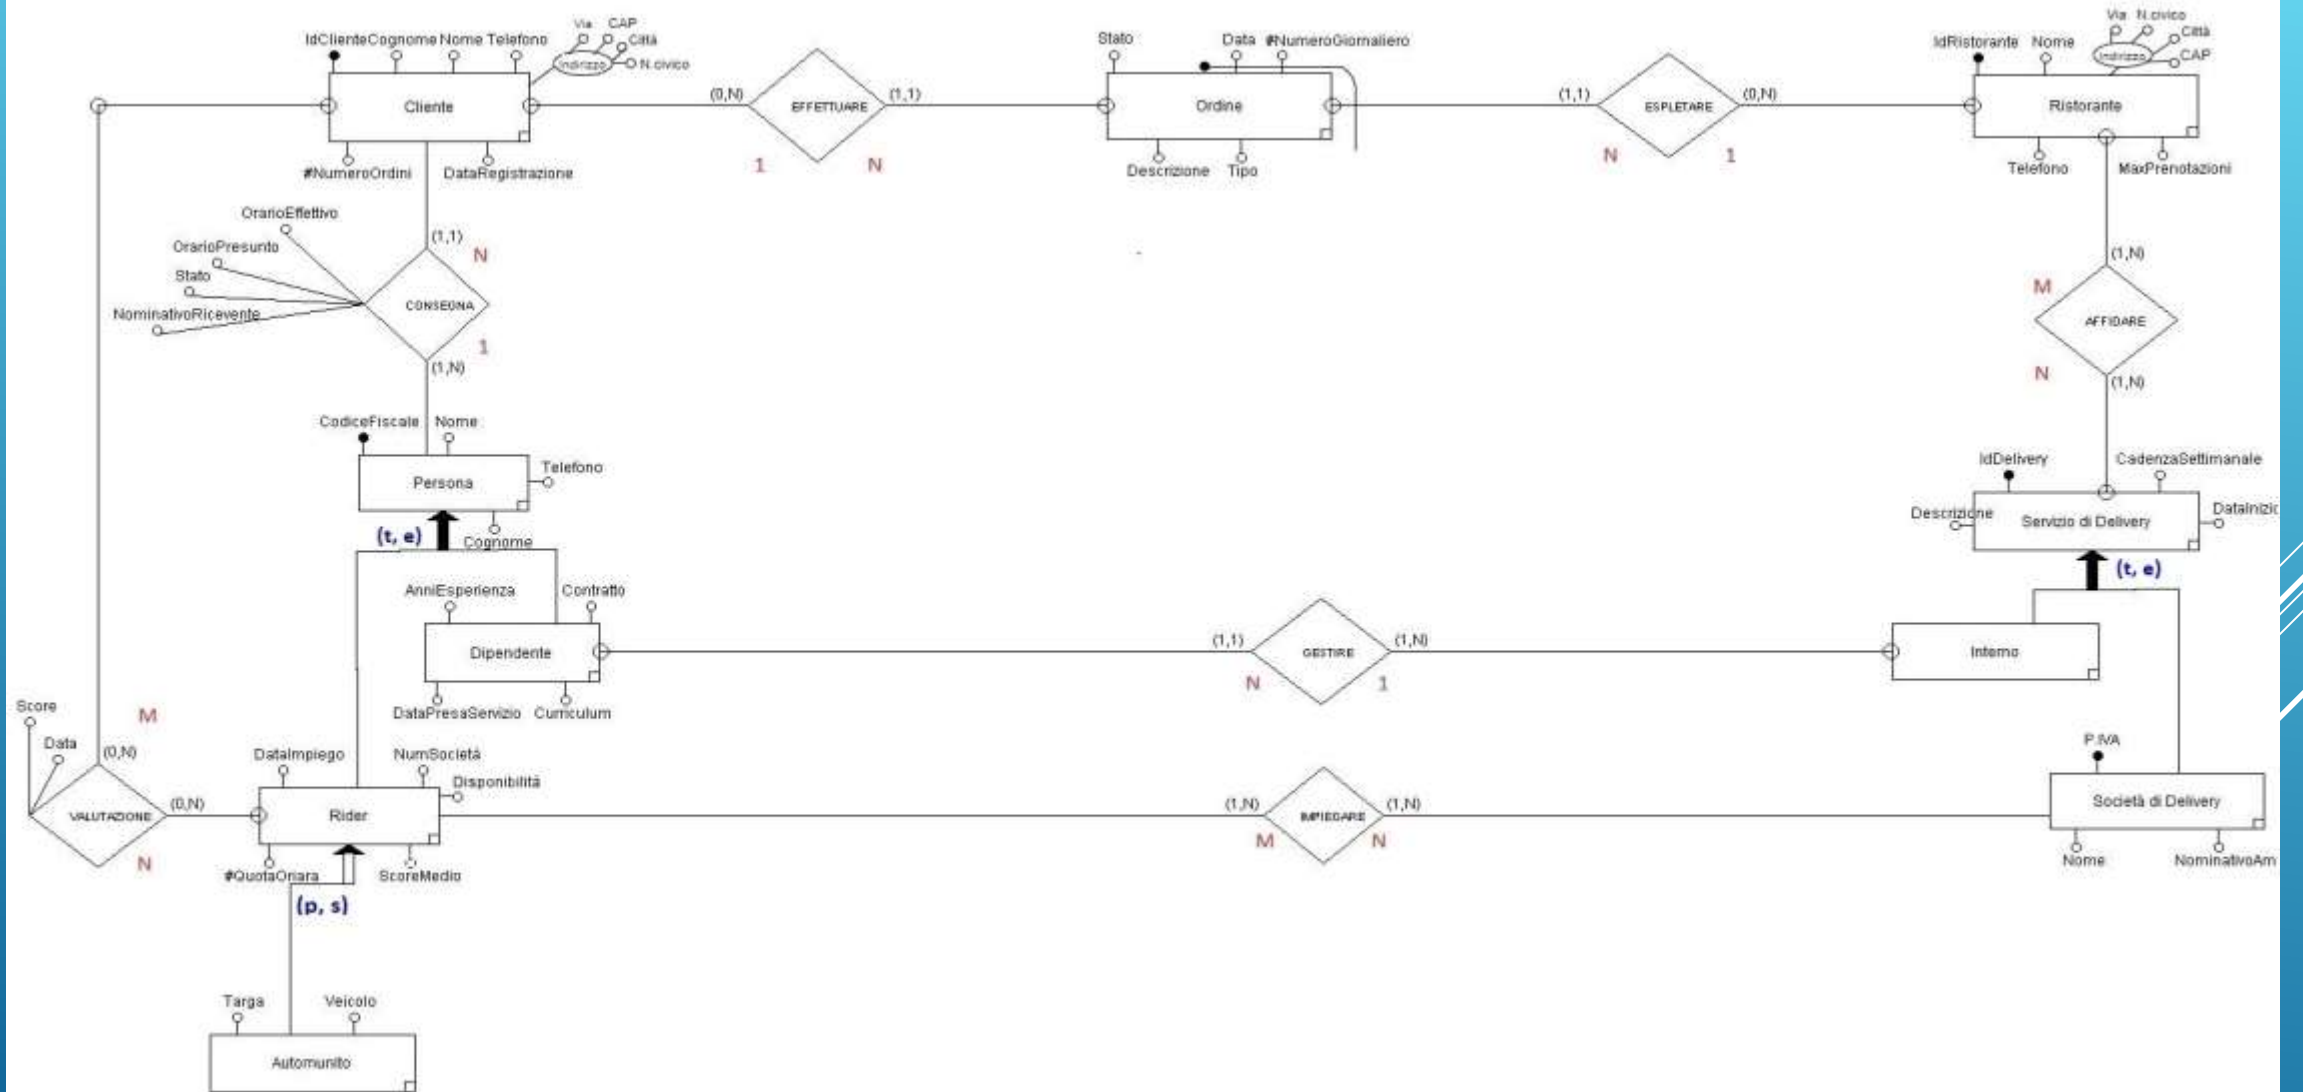 Via CAP
IdCliente Cognome Nome Telefono
Città
Indirizzo
N.civico
Cliente
#NumeroOrdini
DataRegistrazione
(0,N)
EFFETTUARE
(1,1)
1
N
Stato
Data
#NumeroGiornaliero
Ordine
Descrizione
Tipo
(1,1)
ESPLETARE
(0,N)
N
1
Via N.civico
IdRistorante
Nome
Città
Indirizzo
CAP
Ristorante
Telefono
MaxPrenotazioni
OrarioEffettivo
OrarioPresunto
Stato
NominativoRicevente
(1,1)
N
CONSEGNA
1
(1,N)
(1,N)
M
AFFIDARE
N
(1,N)
CodiceFiscale
Nome
Telefono
Persona
(t, e)
Cognome
IdDelivery
CadenzaSettimanale
Descrizione
Servizio di Delivery
DataInizio
(t, e)
AnniEsperienza
Contratto
Dipendente
DataPresaServizio
Curriculum
(1,1)
GESTIRE
(1,N)
N
1
Interno
Score
M
Data
(0,N)
VALUTAZIONE
(0,N)
N
DataImpiego
NumSocietà
Disponibilità
Rider
#QuotaOriara
ScoreMedio
(p, s)
(1,N)
IMPIEGARE
(1,N)
M
N
P.IVA
Società di Delivery
Nome
NominativoAm
Targa
Veicolo
Automunito